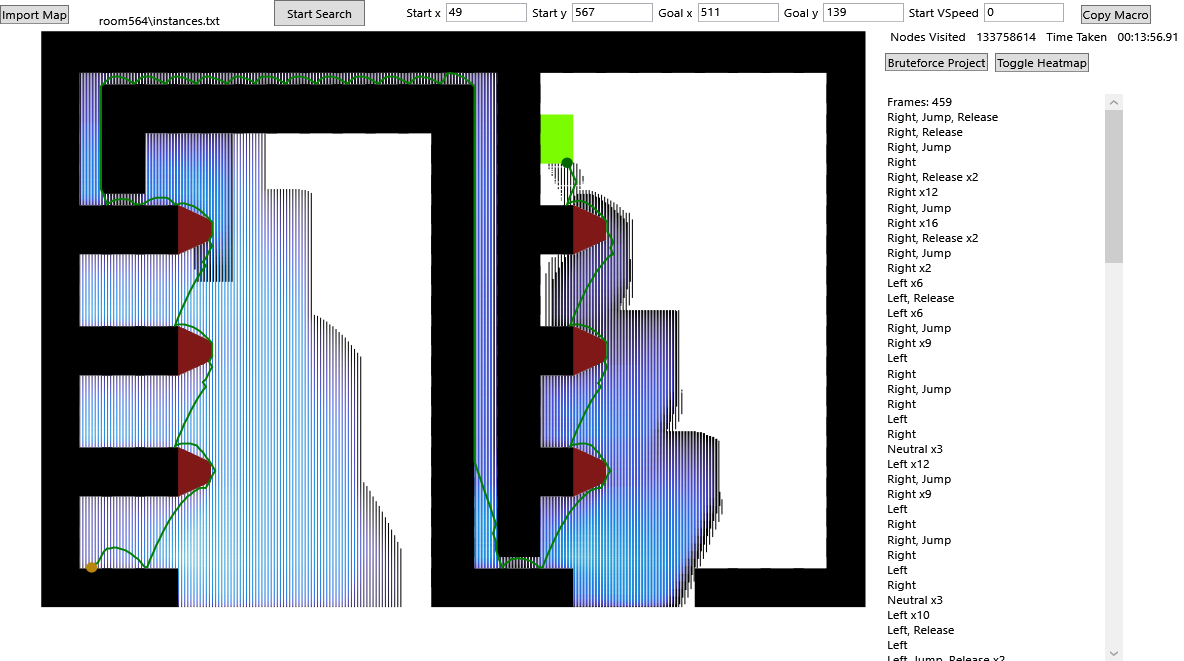 Import Map
room564\instances.txt
Start Search
Start x 49 Start y 567 Goal x 511 Goal y 139 Start VSpeed 0
Copy Macro
Nodes Visited 133758614 Time Taken 00:13:56.91
Bruteforce Project Toggle Heatmap
Frames: 459
Right, Jump, Release
Right, Release
Right, Jump
Right
Right, Release x2
Right x12
Right, Jump
Right x16
Right, Release x2
Right, Jump
Right x2
Left x6
Left, Release
Left x6
Right, Jump
Right x9
Left
Right
Right, Jump
Right
Left
Right
Neutral x3
Left x12
Right, Jump
Right x9
Left
Right
Right, Jump
Right
Left
Right
Neutral x3
Left x10
Left, Release
Left
Left, Jump, Release x2